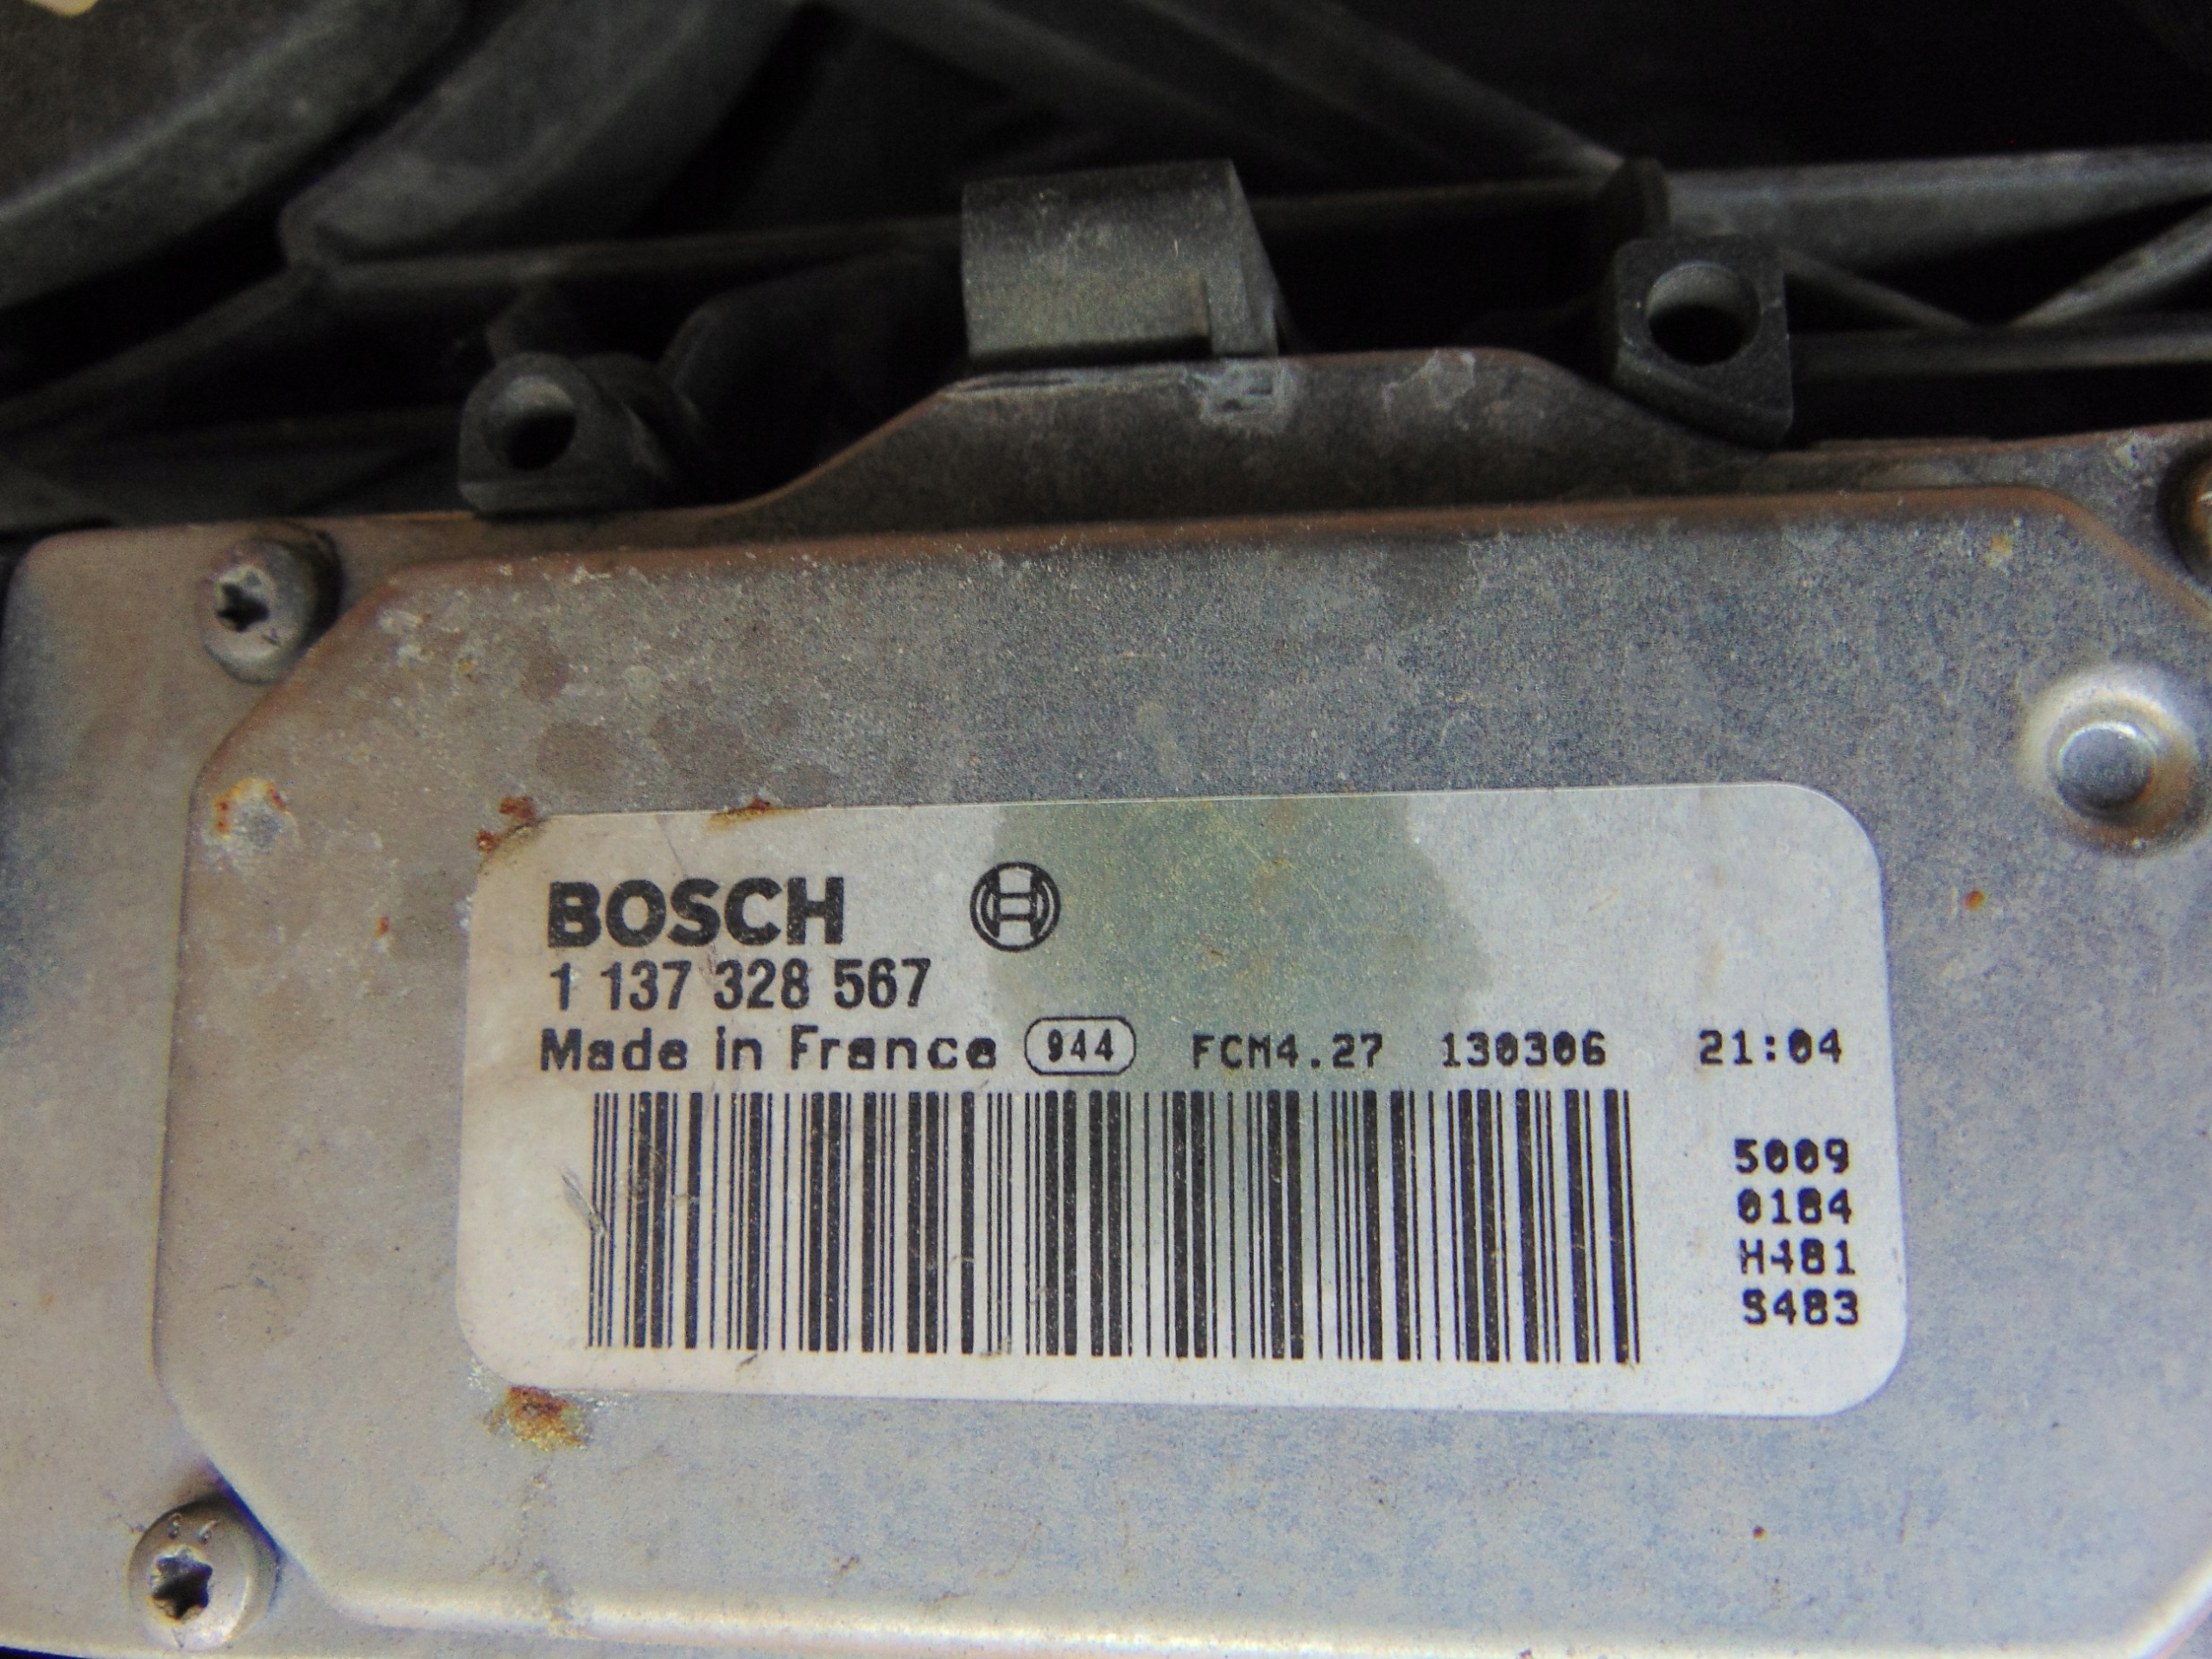 BOSCH
1 137 328 567
Made in France 944 FCM4.27 130306 21:04
5009
0184
H481
S483